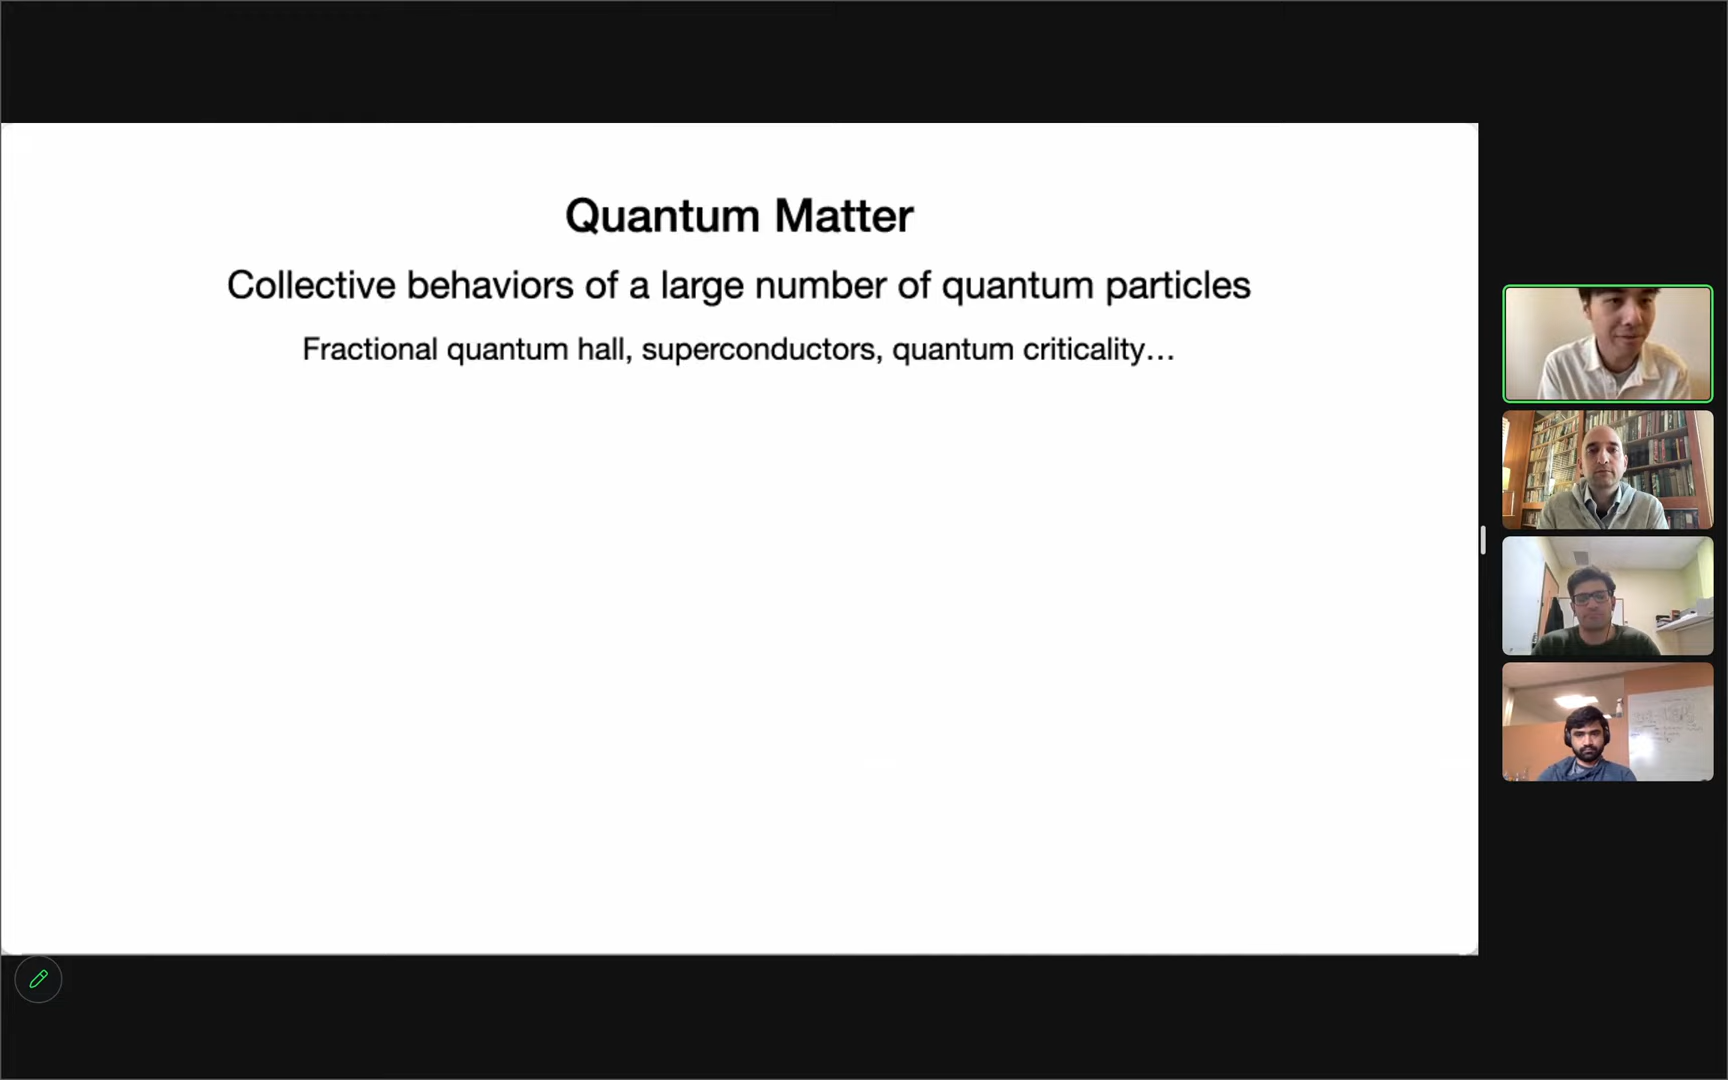 Quantum Matter
Collective behaviors of a large number of quantum particles
Fractional quantum hall, superconductors, quantum criticality...